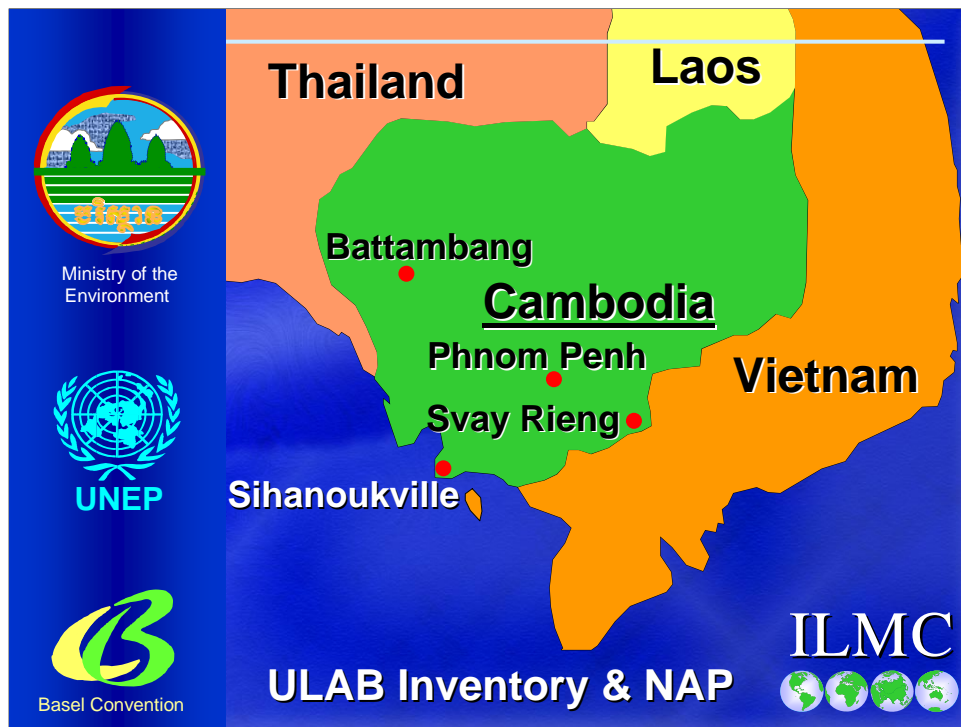 Thailand
Laos
Battambang
Cambodia
Phnom Penh
Vietnam
Svay Rieng
Sihanoukville
Ministry of the
Environment
UNEP
Basel Convention
ULAB Inventory & NAP
ILMC